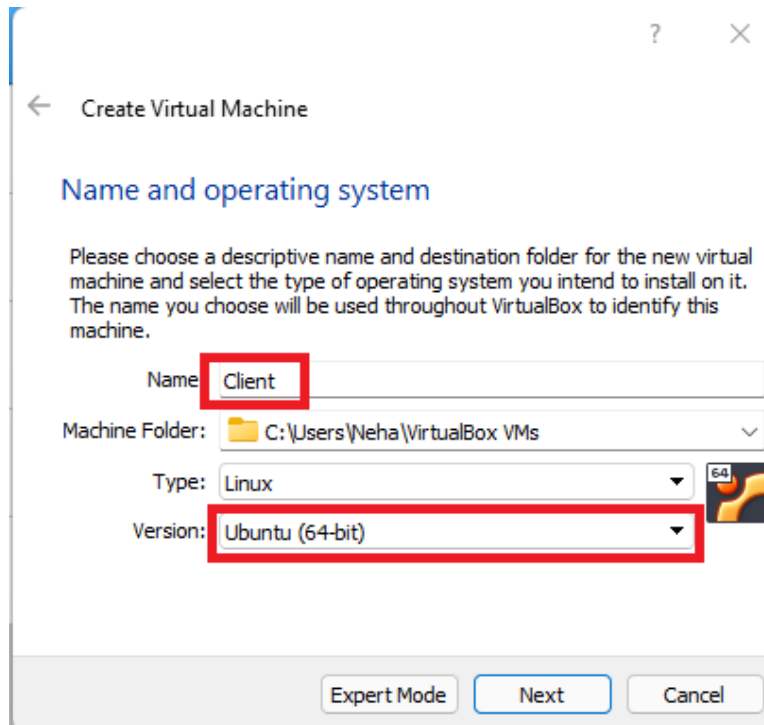 ?
Create Virtual Machine
Name and operating system
Please choose a descriptive name and destination folder for the new virtual
machine and select the type of operating system you intend to install on it.
The name you choose will be used throughout VirtualBox to identify this
machine.
Name Client
Machine Folder: C:\Users\Neha\VirtualBox VMs
Type: Linux
64
Version: Ubuntu (64-bit)
Expert Mode Next Cancel